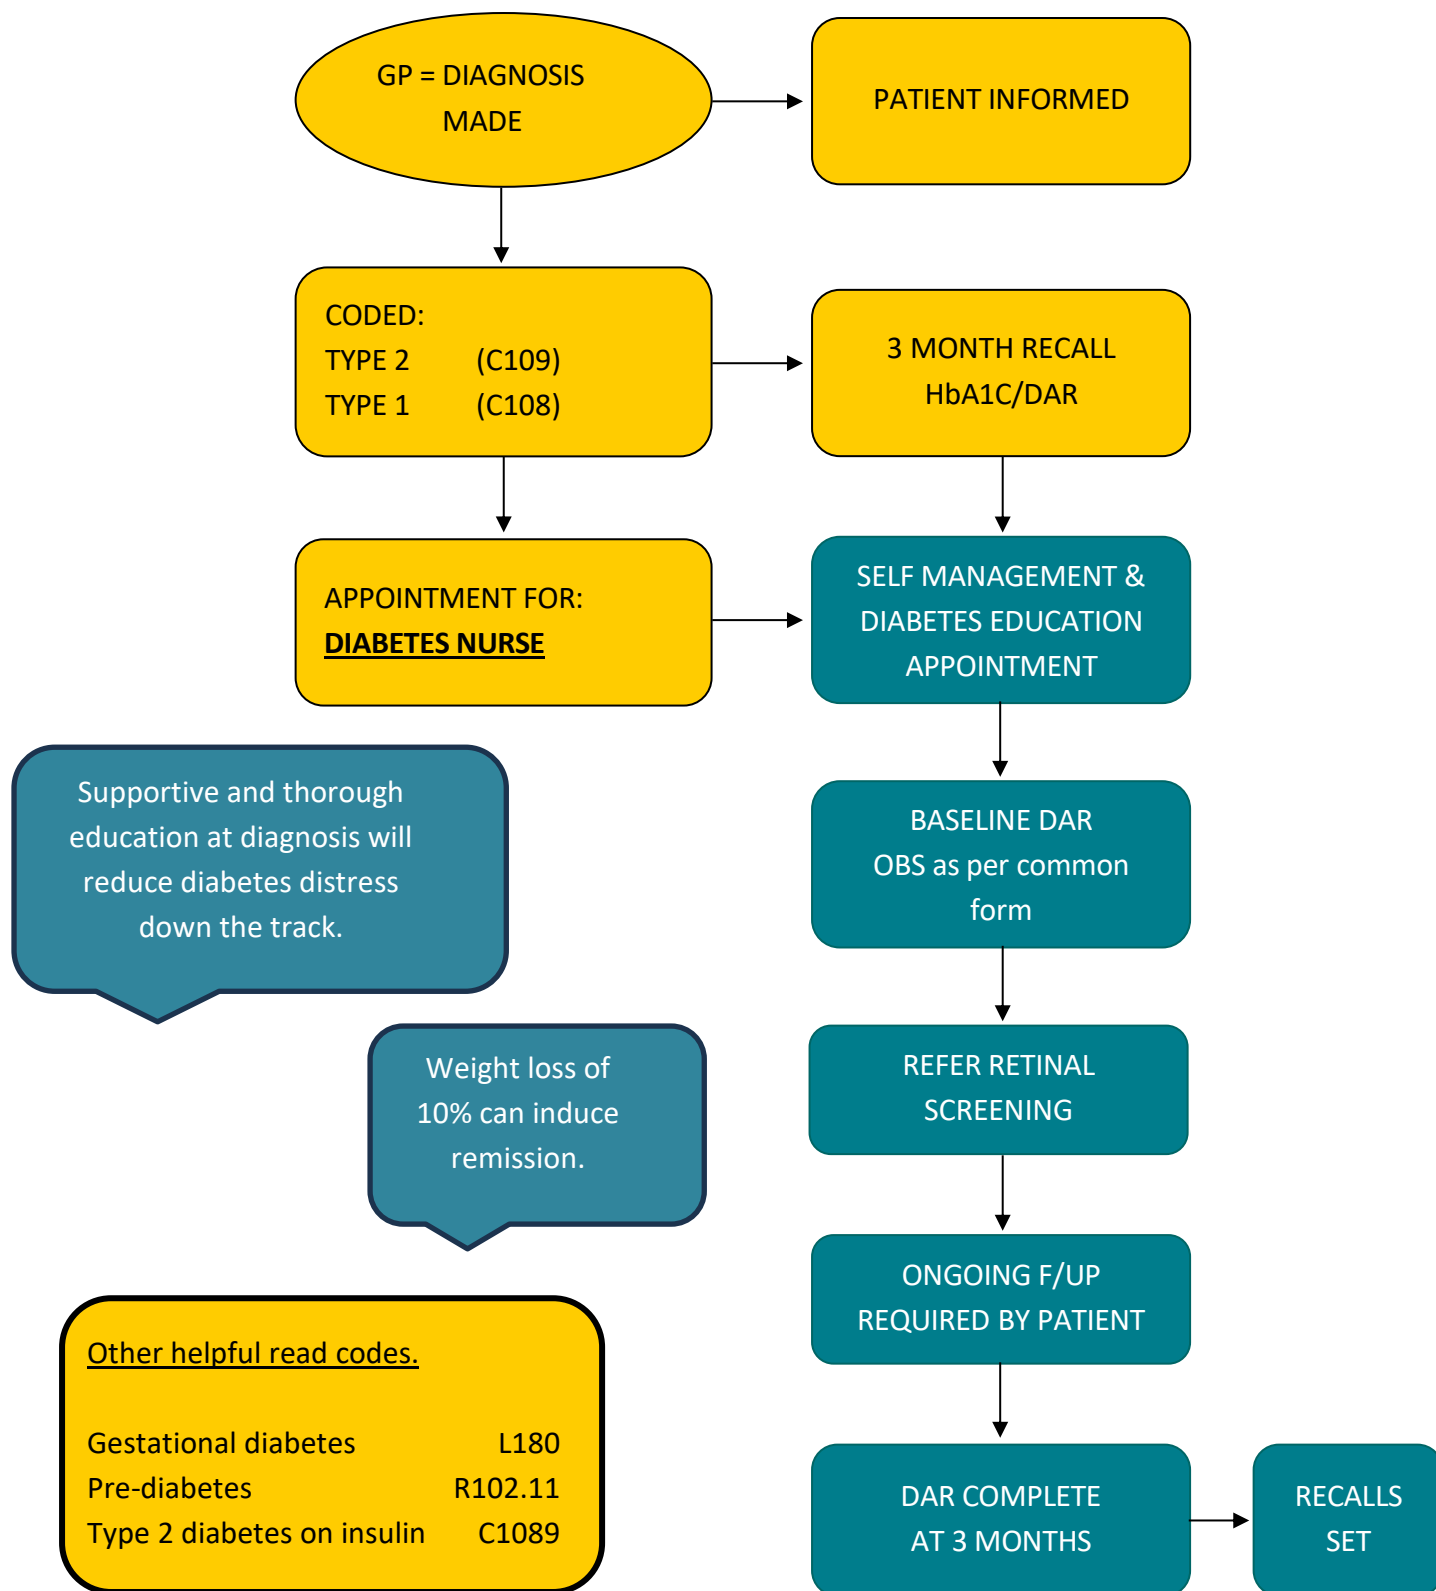 GP = DIAGNOSIS
MADE
PATIENT INFORMED
CODED:
TYPE 2 (C109)
TYPE 1 (C108)
3 MONTH RECALL
HbA1C/DAR
APPOINTMENT FOR:
DIABETES NURSE
SELF MANAGEMENT &
DIABETES EDUCATION
APPOINTMENT
Supportive and thorough
education at diagnosis will
reduce diabetes distress
down the track.
BASELINE DAR
OBS as per common
form
Weight loss of
10% can induce
remission.
REFER RETINAL
SCREENING
ONGOING F/UP
REQUIRED BY PATIENT
Other helpful read codes.
Gestational diabetes L180
Pre-diabetes R102.11
Type 2 diabetes on insulin C1089
DAR COMPLETE
AT 3 MONTHS
RECALLS
SET